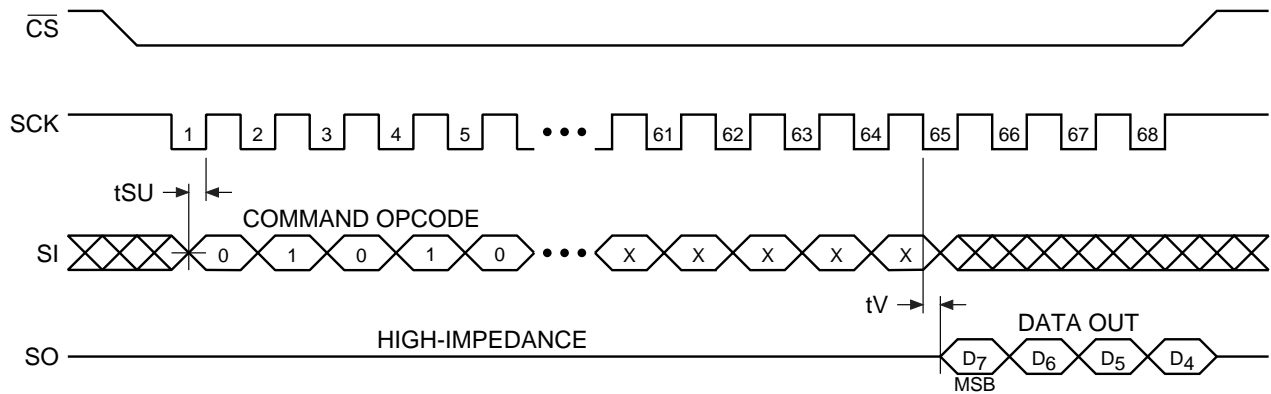 CS
SCK 1 2 3 4 5 ••• 61 62 63 64 65 66 67 68
tSU
COMMAND OPCODE
SI 0 1 0 1 0 ••• X X X X X
tV
HIGH-IMPEDANCE DATA OUT
SO D7 D6 D5 D4
MSB